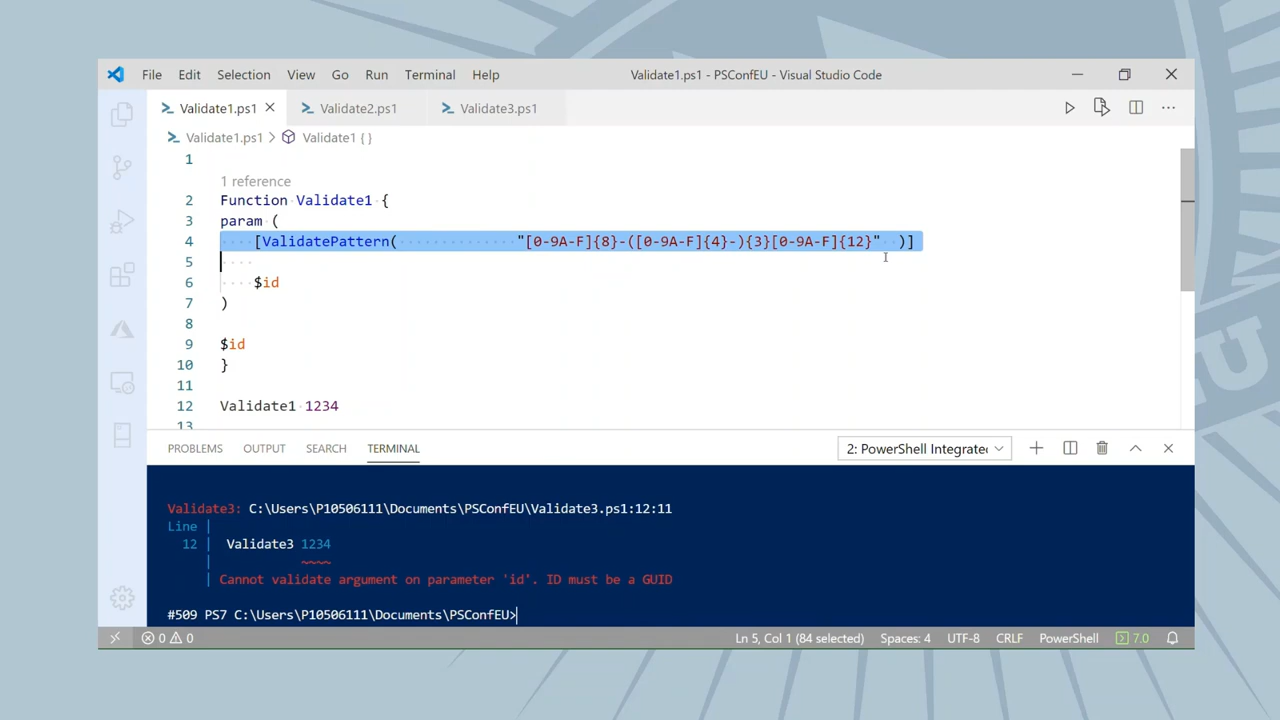 File Edit Selection View Go Run Terminal Help Validate1.ps1 - PSConfEU - Visual Studio Code
Validate1.ps1 Validate2.ps1 Validate3.ps1
Validate1.ps1 > Validate1 { }
1
1 reference
2 Function Validate1 {
3 param (
4 [ValidatePattern( "[0-9A-F]{8}-([0-9A-F]{4}-){3}[0-9A-F]{12}" )]
5
6 $id
7 )
8
9 $id
10 }
11
12 Validate1 1234
13
PROBLEMS OUTPUT SEARCH TERMINAL 2: PowerShell Integrated
Validate3: C:\Users\P10506111\Documents\PSConfEU\Validate3.ps1:12:11
Line |
12 | Validate3 1234
| ~~~~
| Cannot validate argument on parameter 'id'. ID must be a GUID
#509 PS7 C:\Users\P10506111\Documents\PSConfEU>
0 0 Ln 5, Col 1 (84 selected) Spaces: 4 UTF-8 CRLF PowerShell 7.0